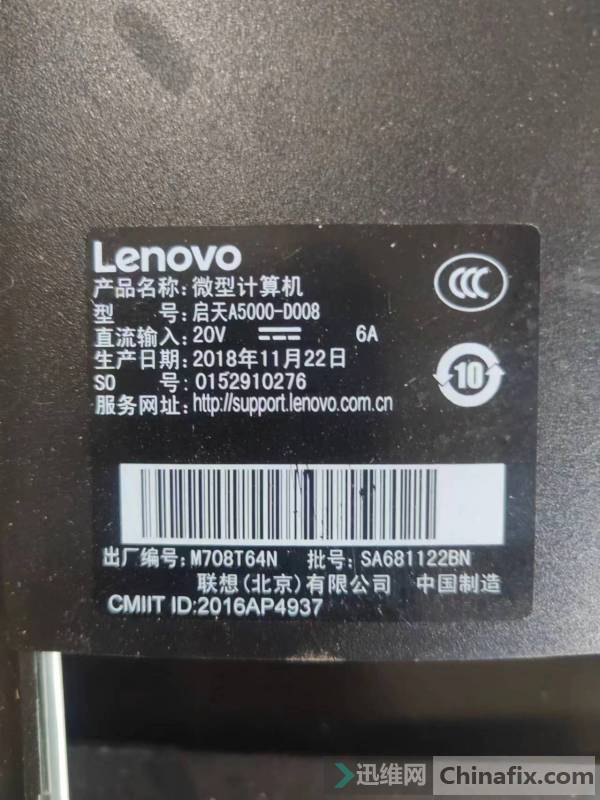 Lenovo
产品名称:微型计算机
型 号:启天A5000-D008
直流输入:20V 6A
生产日期:2018年11月22日
SO 号:0152910276
服务网址:http://support.lenovo.com.cn
CCC
10
出厂编号:M708T64N 批号:SA681122BN
联想(北京)有限公司 中国制造
CMIIT ID:2016AP4937
迅维网 Chinafix.com